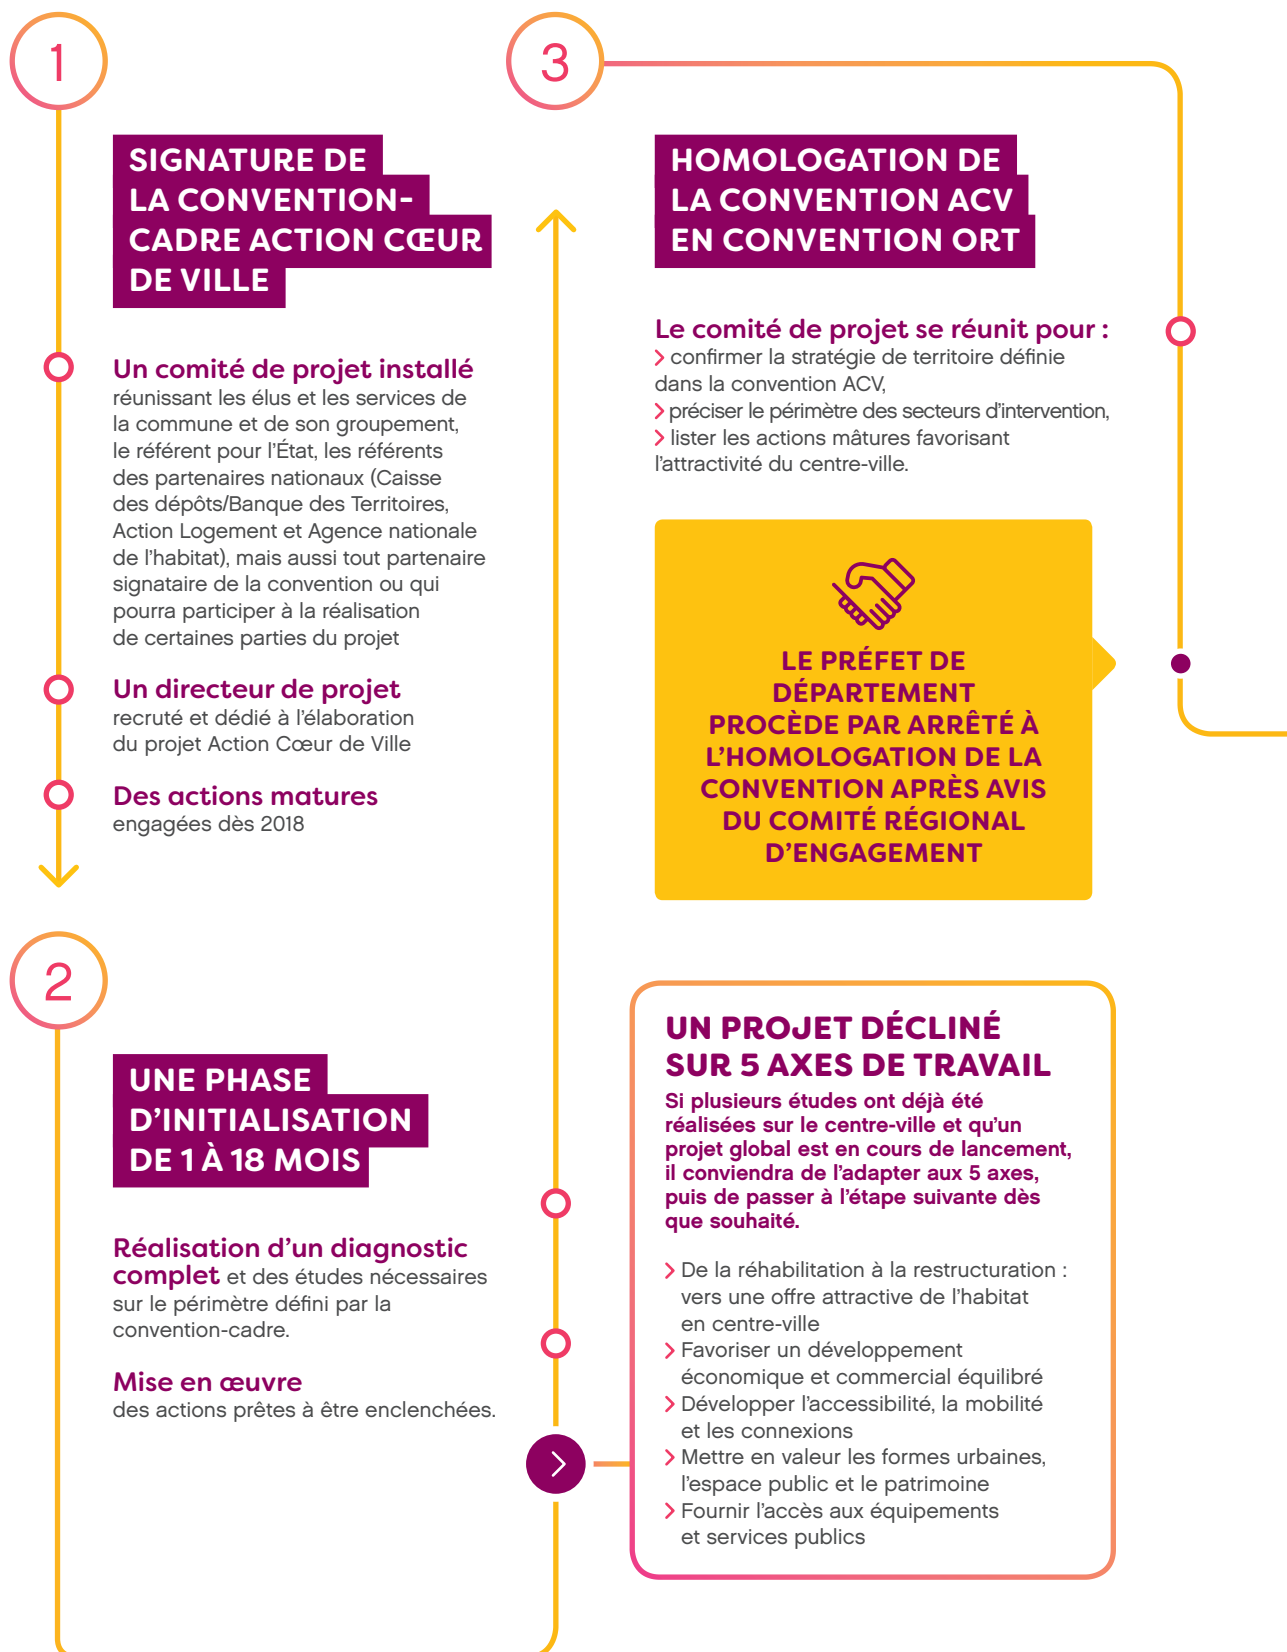 1
SIGNATURE DE
LA CONVENTION-
CADRE ACTION CŒUR
DE VILLE
Un comité de projet installé
réunissant les élus et les services de
la commune et de son groupement,
le référent pour l’État, les référents
des partenaires nationaux (Caisse
des dépôts/Banque des Territoires,
Action Logement et Agence nationale
de l’habitat), mais aussi tout partenaire
signataire de la convention ou qui
pourra participer à la réalisation
de certaines parties du projet
Un directeur de projet
recruté et dédié à l’élaboration
du projet Action Cœur de Ville
Des actions matures
engagées dès 2018
2
UNE PHASE
D’INITIALISATION
DE 1 À 18 MOIS
Réalisation d’un diagnostic
complet et des études nécessaires
sur le périmètre défini par la
convention-cadre.
Mise en œuvre
des actions prêtes à être enclenchées.
UN PROJET DÉCLINÉ
SUR 5 AXES DE TRAVAIL
Si plusieurs études ont déjà été
réalisées sur le centre-ville et qu’un
projet global est en cours de lancement,
il conviendra de l’adapter aux 5 axes,
puis de passer à l’étape suivante dès
que souhaité.
> De la réhabilitation à la restructuration :
vers une offre attractive de l’habitat
en centre-ville
> Favoriser un développement
économique et commercial équilibré
> Développer l’accessibilité, la mobilité
et les connexions
> Mettre en valeur les formes urbaines,
l’espace public et le patrimoine
> Fournir l’accès aux équipements
et services publics
3
HOMOLOGATION DE
LA CONVENTION ACV
EN CONVENTION ORT
Le comité de projet se réunit pour :
> confirmer la stratégie de territoire définie
dans la convention ACV,
> préciser le périmètre des secteurs d’intervention,
> lister les actions mâtures favorisant
l’attractivité du centre-ville.
LE PRÉFET DE
DÉPARTEMENT
PROCÈDE PAR ARRÊTÉ À
L’HOMOLOGATION DE LA
CONVENTION APRÈS AVIS
DU COMITÉ RÉGIONAL
D’ENGAGEMENT